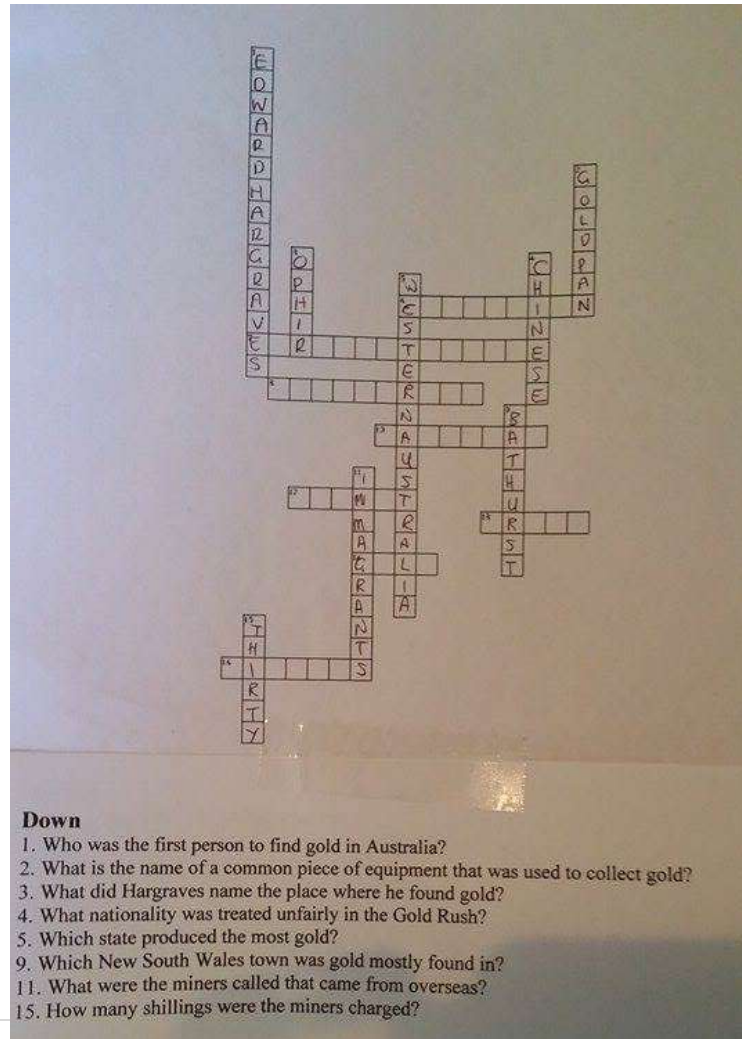 EDWARDHARGRAVES
GOLDPAN
OPHIR
CHINESE
WESTERNAUSTRALIA
BATHURST
IMMAGRANTS
THIRTY
Down
1. Who was the first person to find gold in Australia?
2. What is the name of a common piece of equipment that was used to collect gold?
3. What did Hargraves name the place where he found gold?
4. What nationality was treated unfairly in the Gold Rush?
5. Which state produced the most gold?
9. Which New South Wales town was gold mostly found in?
11. What were the miners called that came from overseas?
15. How many shillings were the miners charged?